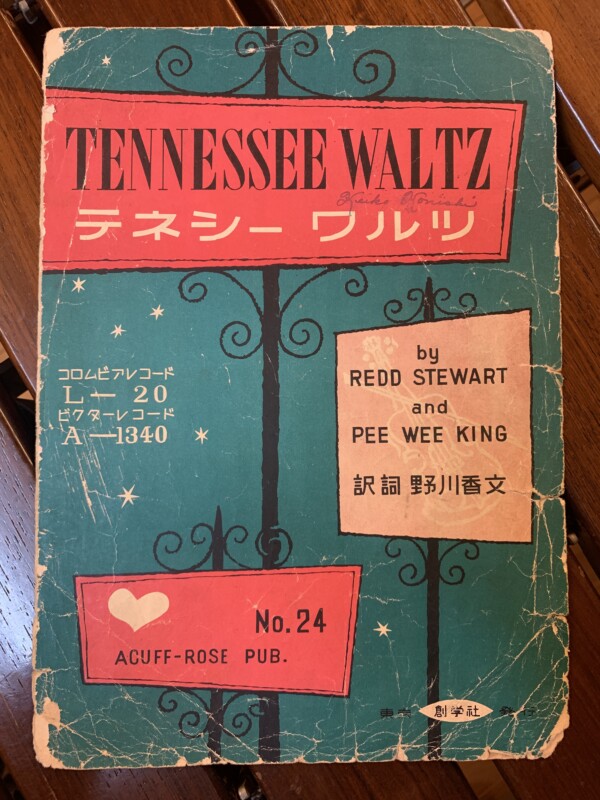 TENNESSEE WALTZ
Keiko Konishi
テネシー ワルツ
by
REDD STEWART
and
PEE WEE KING
訳詞 野川香文
コロムビアレコード
L— 20
ビクターレコード
A—1340
No.24
ACUFF-ROSE PUB.
東京 創学社 発行